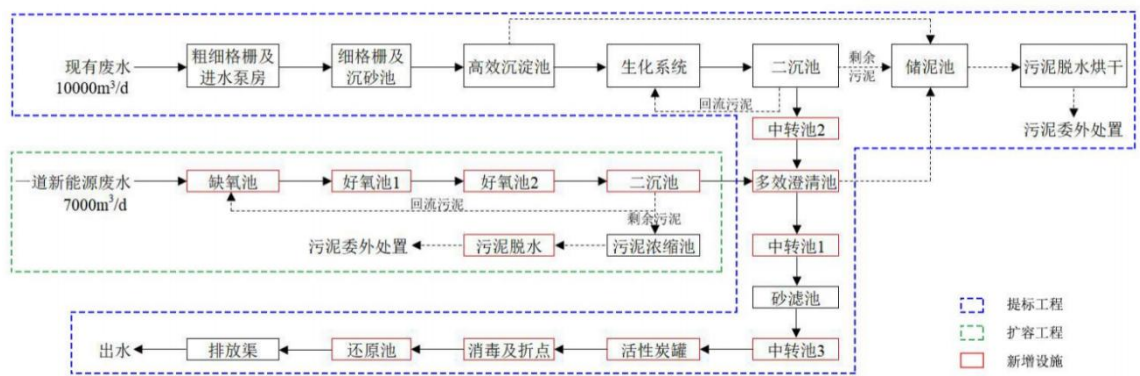 现有废水
10000m³/d
粗细格栅及
进水泵房
细格栅及
沉砂池
高效沉淀池
生化系统
二沉池
剩余
污泥
储泥池
污泥脱水烘干
回流污泥
中转池2
污泥委外处置
一道新能源废水
7000m³/d
缺氧池
好氧池1
好氧池2
二沉池
多效澄清池
回流污泥
剩余污泥
污泥委外处置
污泥脱水
污泥浓缩池
中转池1
砂滤池
出水
排放渠
还原池
消毒及折点
活性炭罐
中转池3
提标工程
扩容工程
新增设施